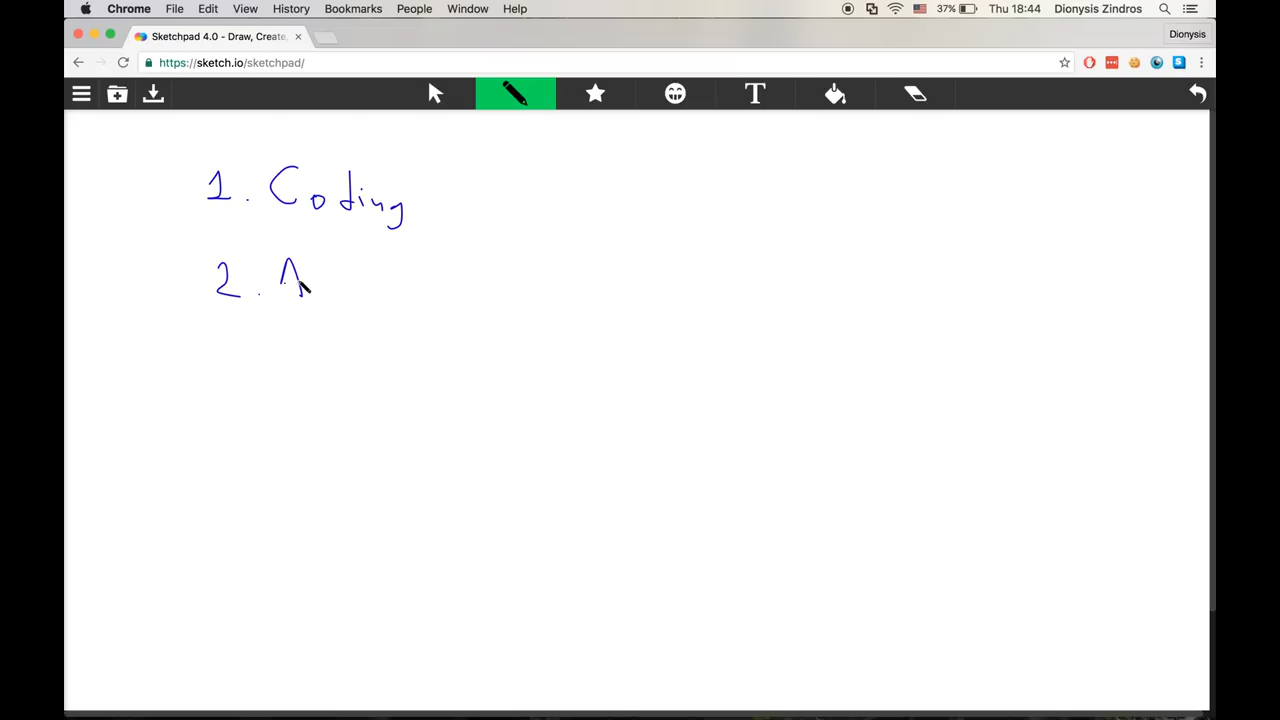 Chrome File Edit View History Bookmarks People Window Help 37% Thu 18:44 Dionysis Zindros
Sketchpad 4.0 - Draw, Create, Dionysis
https://sketch.io/sketchpad/
T
1. Coding
2. A